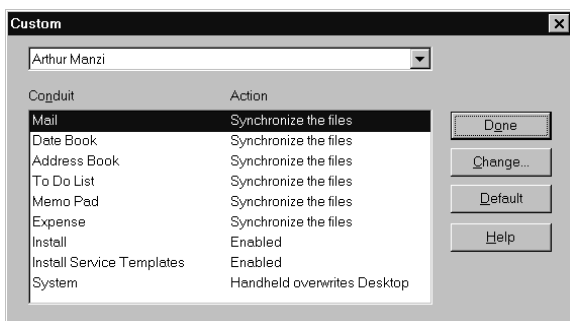 Custom
Arthur Manzi
Conduit Action
Mail Synchronize the files
Date Book Synchronize the files
Address Book Synchronize the files
To Do List Synchronize the files
Memo Pad Synchronize the files
Expense Synchronize the files
Install Enabled
Install Service Templates Enabled
System Handheld overwrites Desktop
Done
Change...
Default
Help